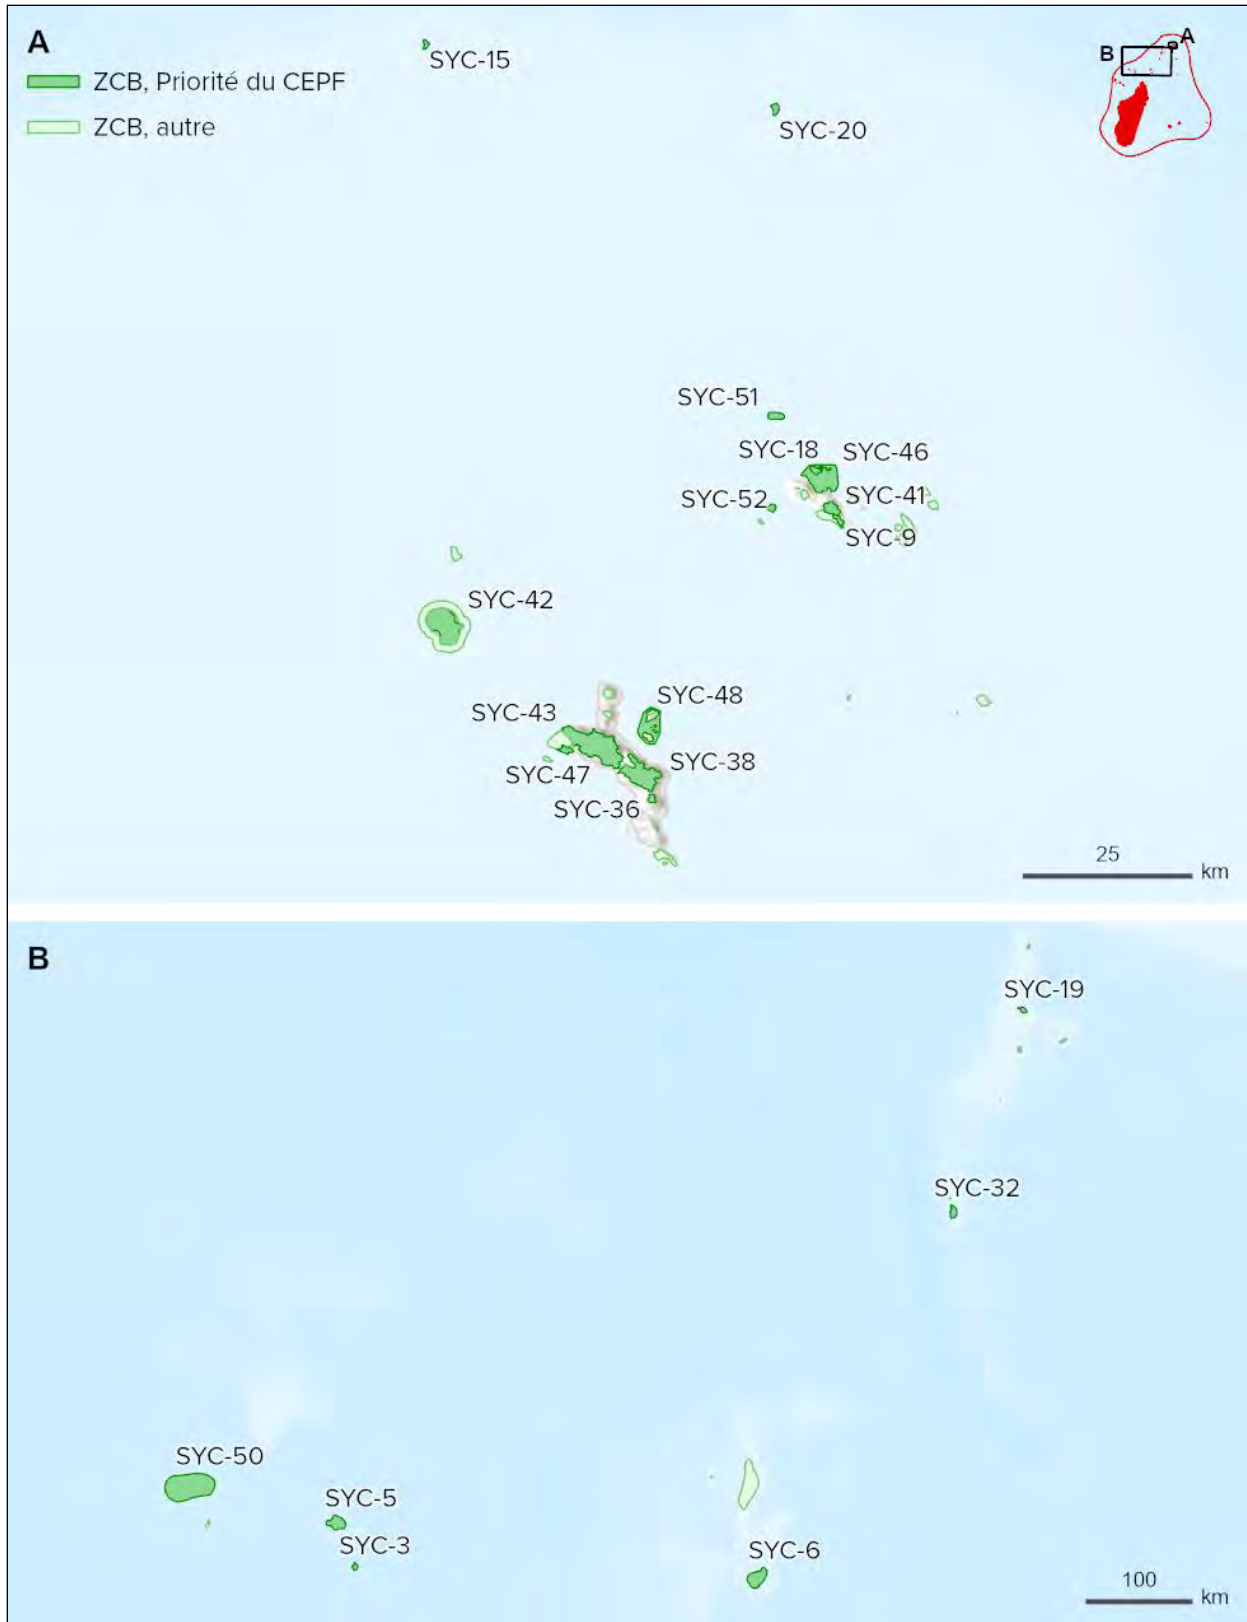 A
ZCB, Priorité du CEPF
ZCB, autre
A
B
SYC-15
SYC-20
SYC-51
SYC-18
SYC-46
SYC-52
SYC-41
SYC-9
SYC-42
SYC-48
SYC-43
SYC-38
SYC-47
SYC-36
25
km
B
SYC-19
SYC-32
SYC-50
SYC-5
SYC-3
SYC-6
100
km